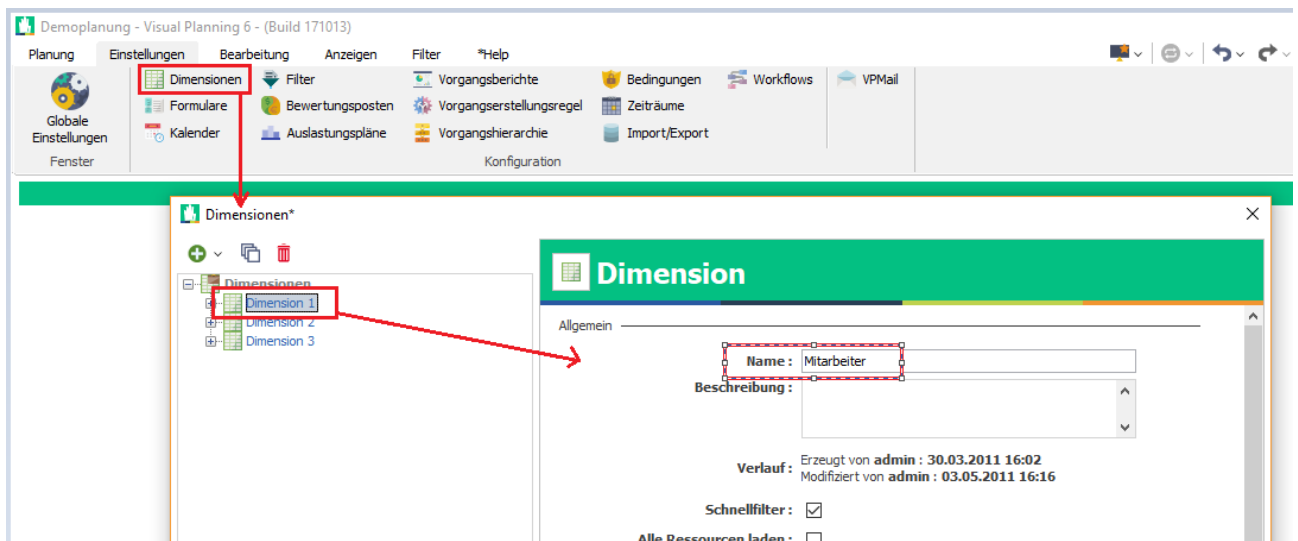 Demoplanung - Visual Planning 6 - (Build 171013)
Planung Einstellungen Bearbeitung Anzeigen Filter *Help
Dimensionen Filter Vorgangsberichte Bedingungen Workflows VPMail
Formulare Bewertungsposten Vorgangserstellungsregel Zeiträume
Globale Einstellungen
Kalender Auslastungspläne Vorgangshierarchie Import/Export
Fenster Konfiguration
Dimensionen*
Dimension
Dimensionen
Dimension 1
Dimension 2
Dimension 3
Allgemein
Name : Mitarbeiter
Beschreibung :
Verlauf : Erzeugt von admin : 30.03.2011 16:02
Modifiziert von admin : 03.05.2011 16:16
Schnellfilter :
Alle Ressourcen laden :